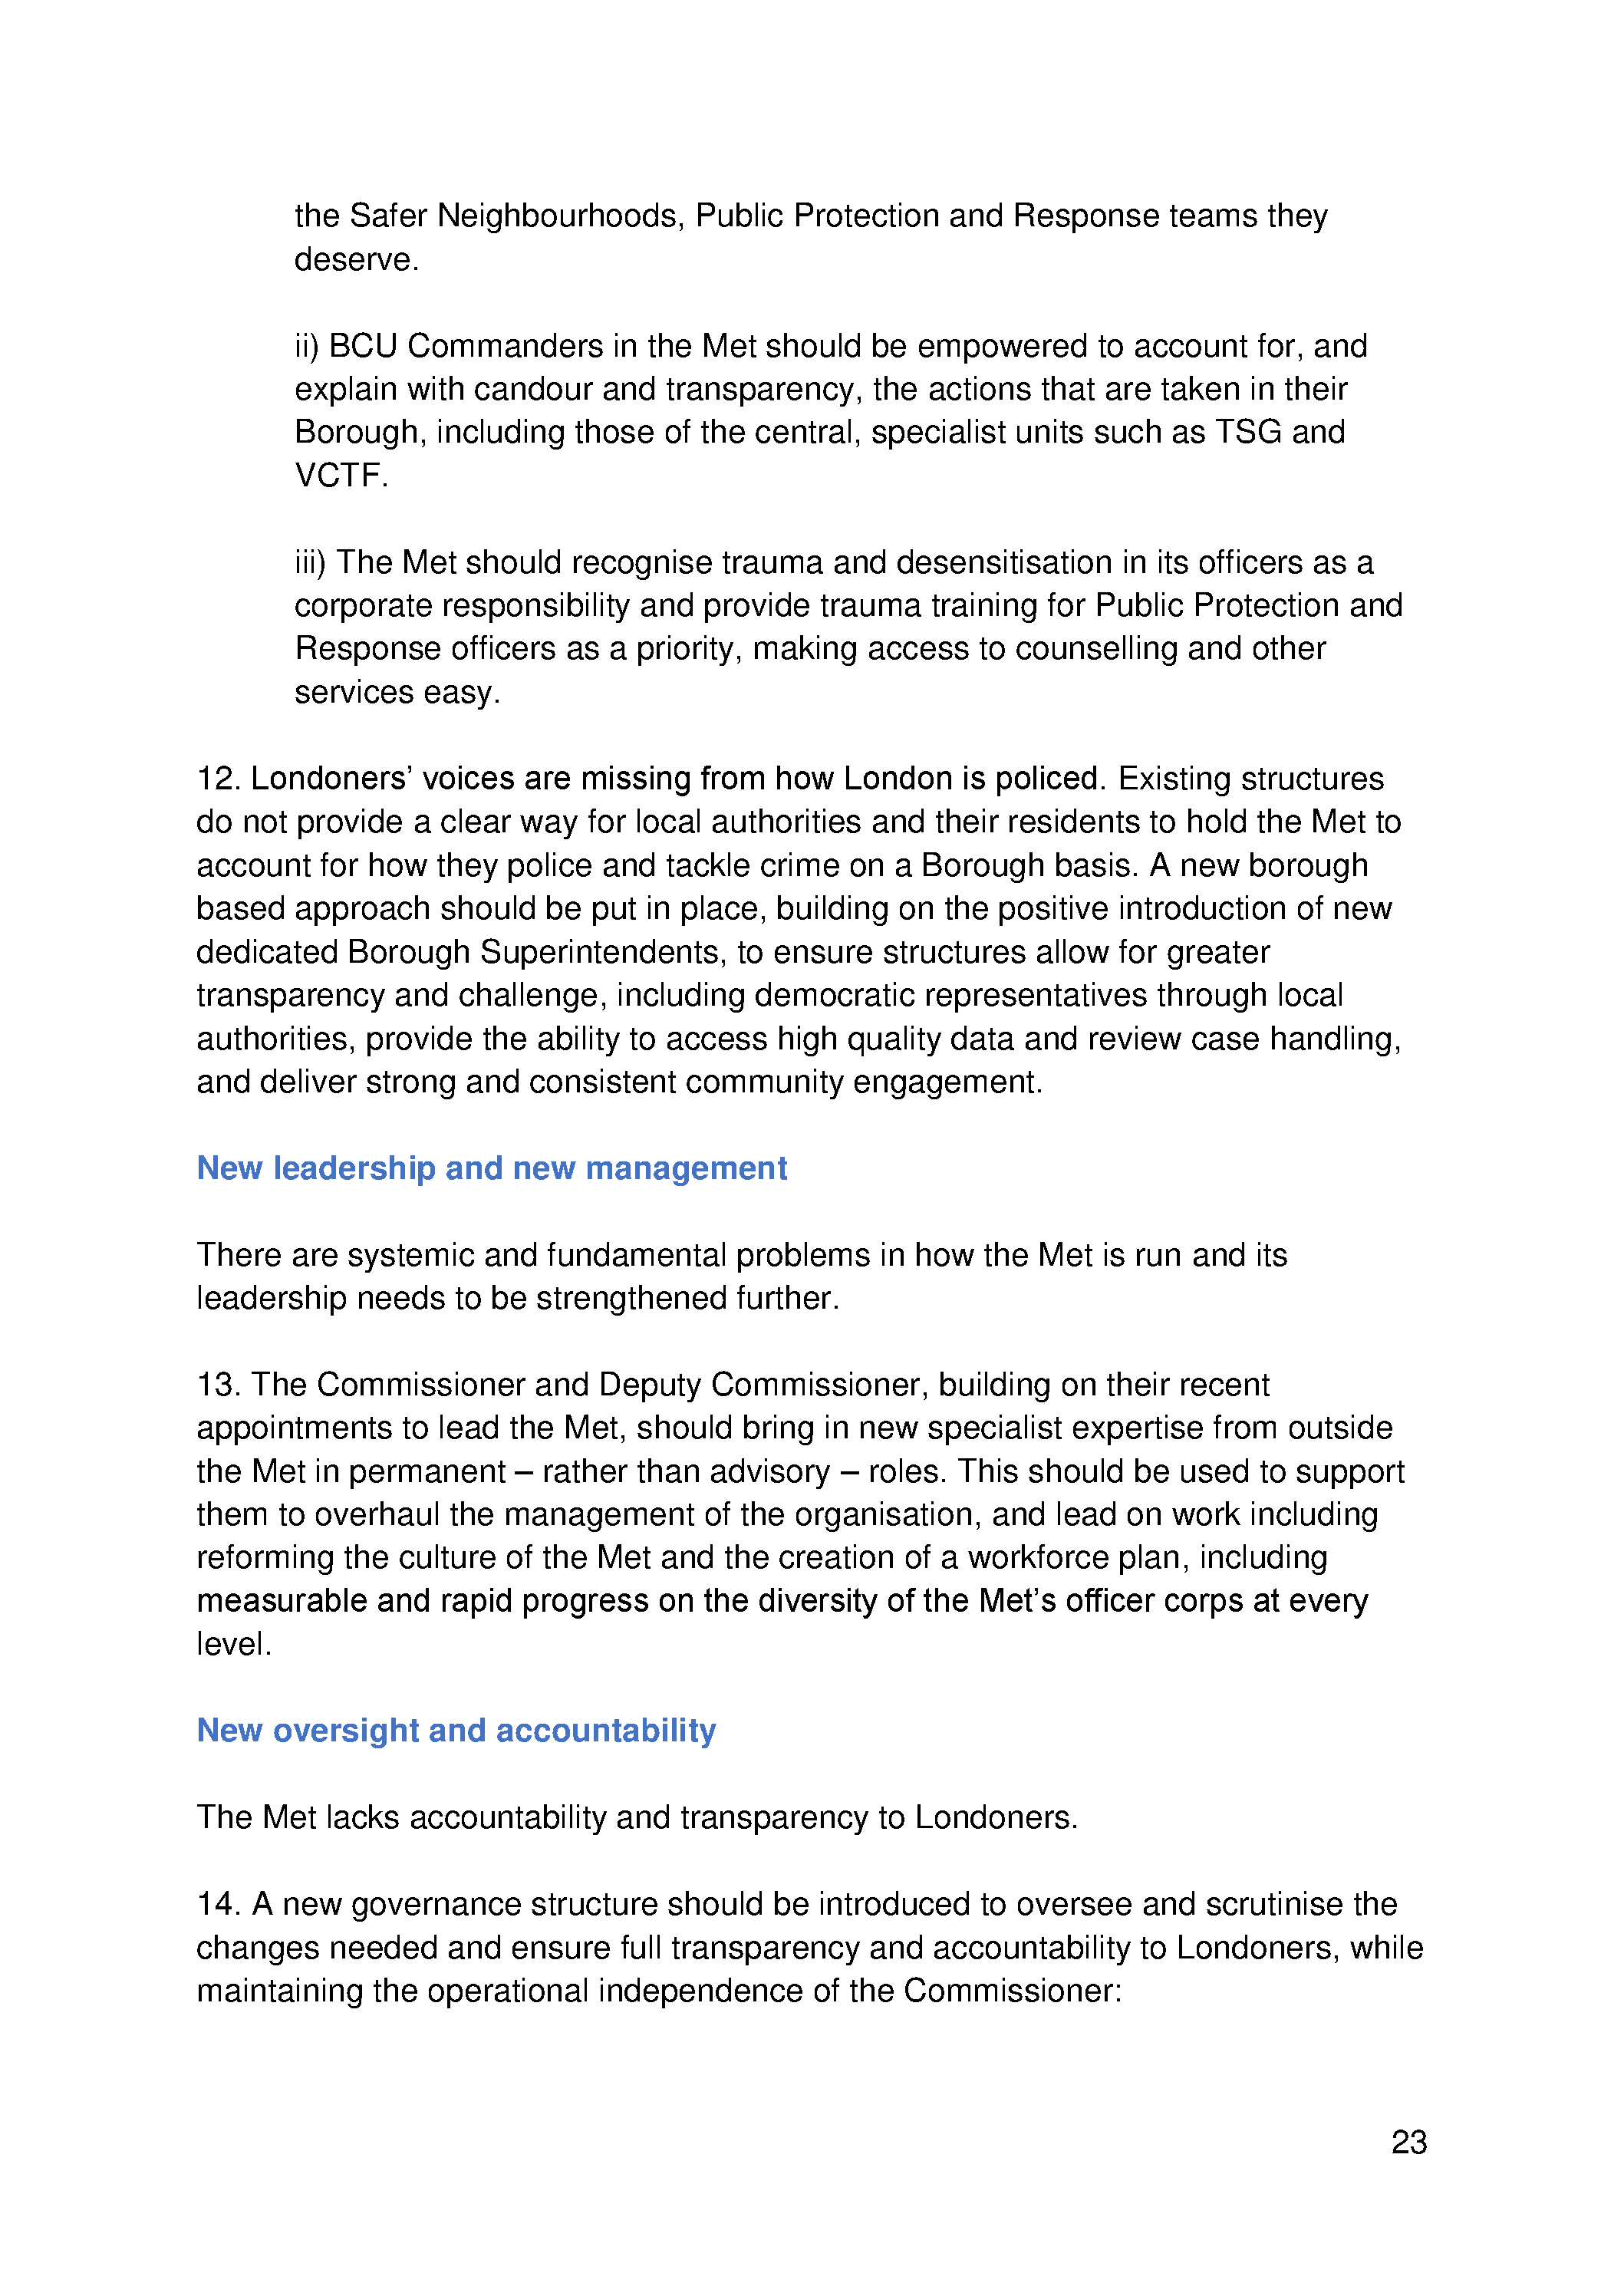 the Safer Neighbourhoods, Public Protection and Response teams they
deserve.
ii) BCU Commanders in the Met should be empowered to account for, and
explain with candour and transparency, the actions that are taken in their
Borough, including those of the central, specialist units such as TSG and
VCTF.
iii) The Met should recognise trauma and desensitisation in its officers as a
corporate responsibility and provide trauma training for Public Protection and
Response officers as a priority, making access to counselling and other
services easy.
12. Londoners’ voices are missing from how London is policed. Existing structures
do not provide a clear way for local authorities and their residents to hold the Met to
account for how they police and tackle crime on a Borough basis. A new borough
based approach should be put in place, building on the positive introduction of new
dedicated Borough Superintendents, to ensure structures allow for greater
transparency and challenge, including democratic representatives through local
authorities, provide the ability to access high quality data and review case handling,
and deliver strong and consistent community engagement.
New leadership and new management
There are systemic and fundamental problems in how the Met is run and its
leadership needs to be strengthened further.
13. The Commissioner and Deputy Commissioner, building on their recent
appointments to lead the Met, should bring in new specialist expertise from outside
the Met in permanent – rather than advisory – roles. This should be used to support
them to overhaul the management of the organisation, and lead on work including
reforming the culture of the Met and the creation of a workforce plan, including
measurable and rapid progress on the diversity of the Met’s officer corps at every
level.
New oversight and accountability
The Met lacks accountability and transparency to Londoners.
14. A new governance structure should be introduced to oversee and scrutinise the
changes needed and ensure full transparency and accountability to Londoners, while
maintaining the operational independence of the Commissioner:
23